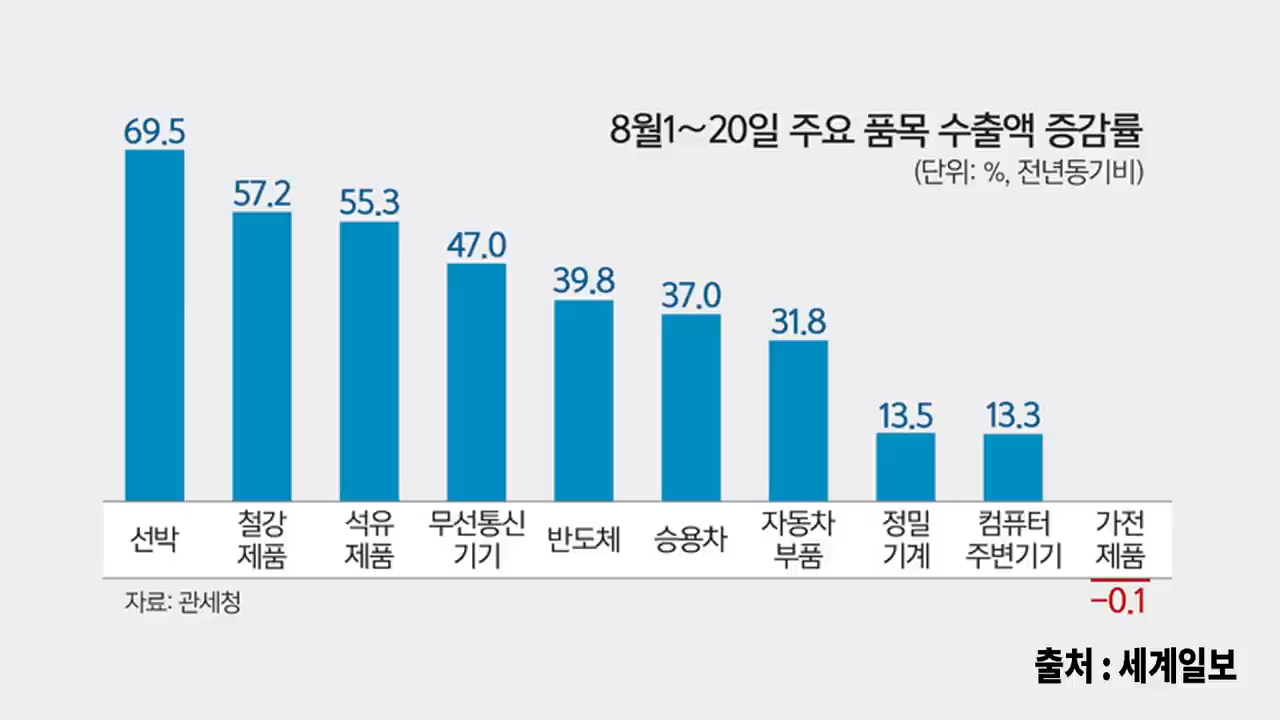 8월1~20일 주요 품목 수출액 증감률
(단위: %, 전년동기비)
69.5
57.2
55.3
47.0
39.8
37.0
31.8
13.5
13.3
선박
철강
제품
석유
제품
무선통신
기기
반도체
승용차
자동차
부품
정밀
기계
컴퓨터
주변기기
가전
제품
-0.1
자료: 관세청
출처 : 세계일보